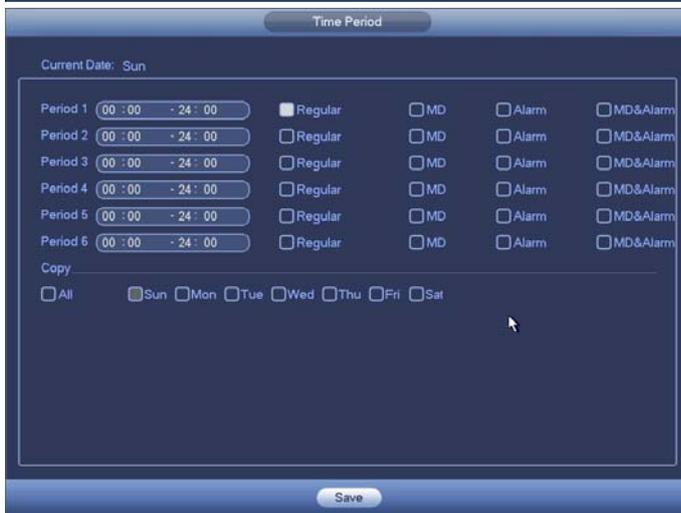 Time Period
Current Date: Sun
Period 1 00 :00 - 24 : 00 Regular MD Alarm MD&Alarm
Period 2 00 :00 - 24 : 00 Regular MD Alarm MD&Alarm
Period 3 00 :00 - 24 : 00 Regular MD Alarm MD&Alarm
Period 4 00 :00 - 24 : 00 Regular MD Alarm MD&Alarm
Period 5 00 :00 - 24 : 00 Regular MD Alarm MD&Alarm
Period 6 00 :00 - 24 : 00 Regular MD Alarm MD&Alarm
Copy
All Sun Mon Tue Wed Thu Fri Sat
Save